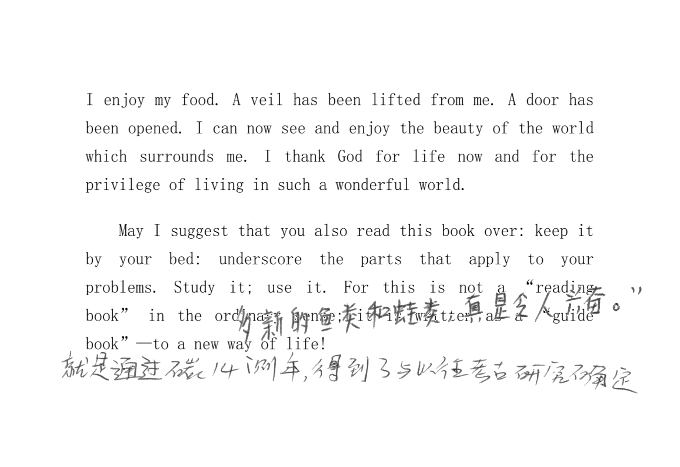 I enjoy my food. A veil has been lifted from me. A door has
been opened. I can now see and enjoy the beauty of the world
which surrounds me. I thank God for life now and for the
privilege of living in such a wonderful world.
May I suggest that you also read this book over: keep it
by your bed: underscore the parts that apply to your
problems. Study it; use it. For this is not a “reading
book” in the ordinary sense; it is written as a “guide
多新的鱼类和蛙类,真是令人兴奋。”
book”—to a new way of life!
就是通过碳14测年,得到了与以往考古研究不确定